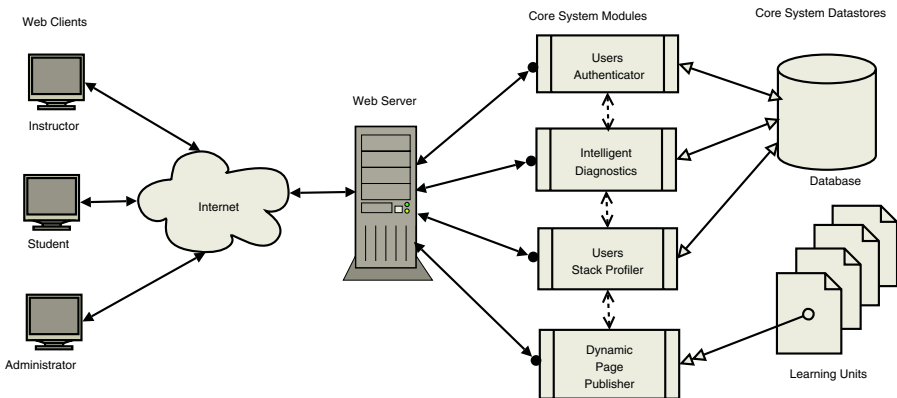 Web Clients
Core System Modules
Core System Datastores
Instructor
Student
Administrator
Internet
Web Server
Users
Authenticator
Intelligent
Diagnostics
Users
Stack Profiler
Dynamic
Page
Publisher
Database
Learning Units